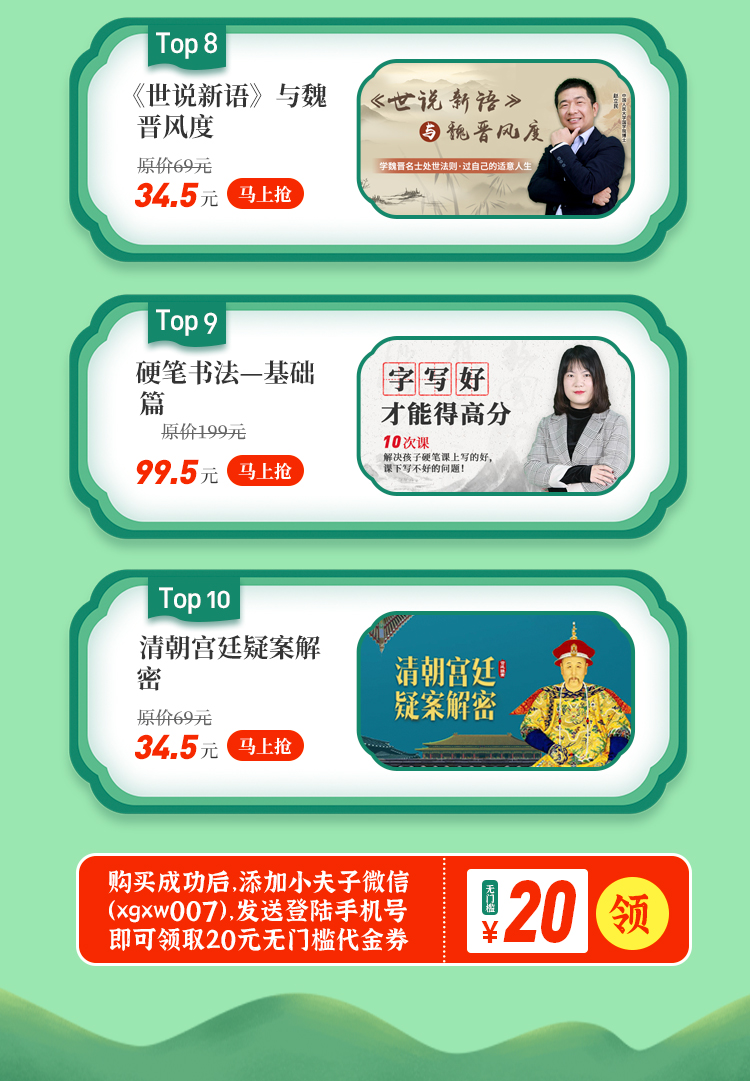 Top 8
《世说新语》与魏
晋风度
原价69元
34.5元
马上抢
《世说新语》
与魏晋风度
学魏晋名士处世法则·过自己的适意人生
Top 9
硬笔书法—基础
篇
原价199元
99.5元
马上抢
字写好
才能得高分
10次课
解决孩子硬笔课上写的好，
课下写不好的问题！
Top 10
清朝宫廷疑案解
密
原价69元
34.5元
马上抢
清朝宫廷
疑案解密
购买成功后,添加小夫子微信
(xgxw007),发送登陆手机号
即可领取20元无门槛代金券
无门槛
¥20
领